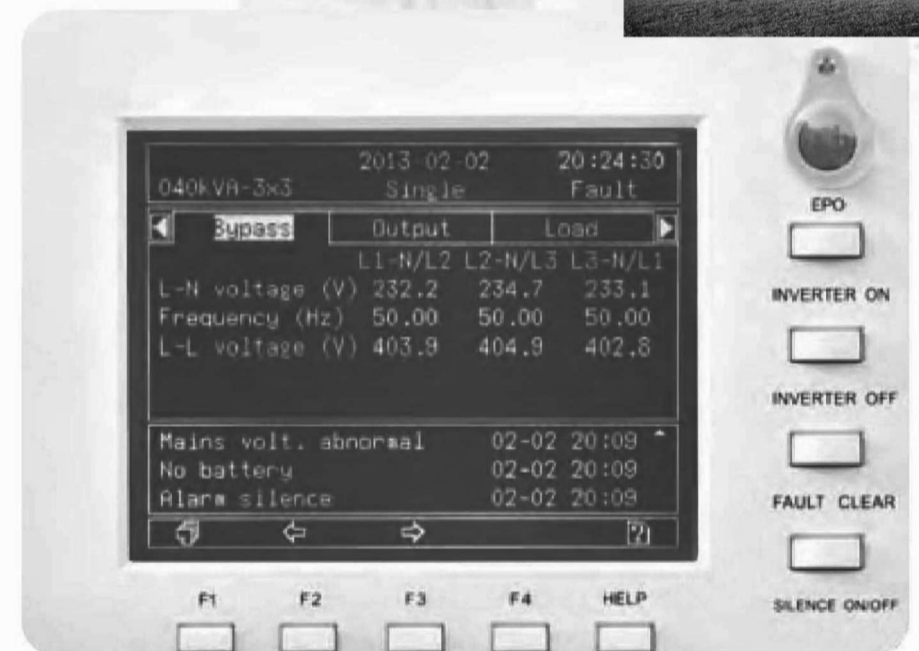 2013-02-02 20:24:30
040kVA-3x3 Single Fault
Bypass Output Load
L1-N/L2 L2-N/L3 L3-N/L1
L-N voltage (V) 232.2 234.7 233.1
Frequency (Hz) 50.00 50.00 50.00
L-L voltage (V) 403.9 404.9 402.8
Mains volt. abnormal 02-02 20:09
No battery 02-02 20:09
Alarm silence 02-02 20:09
?
EPO
INVERTER ON
INVERTER OFF
FAULT CLEAR
SILENCE ON/OFF
F1 F2 F3 F4 HELP